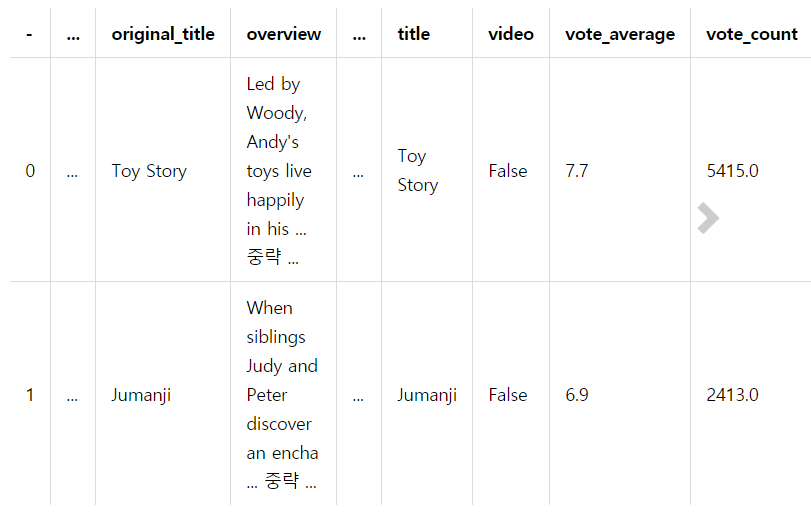 - ... original_title overview ... title video vote_average vote_count
0 ... Toy Story Led by
Woody,
Andy's
toys live
happily
in his ...
중략 ... ... Toy
Story False 7.7 5415.0
1 ... Jumanji When
siblings
Judy and
Peter
discover
an encha
... 중략 ... ... Jumanji False 6.9 2413.0